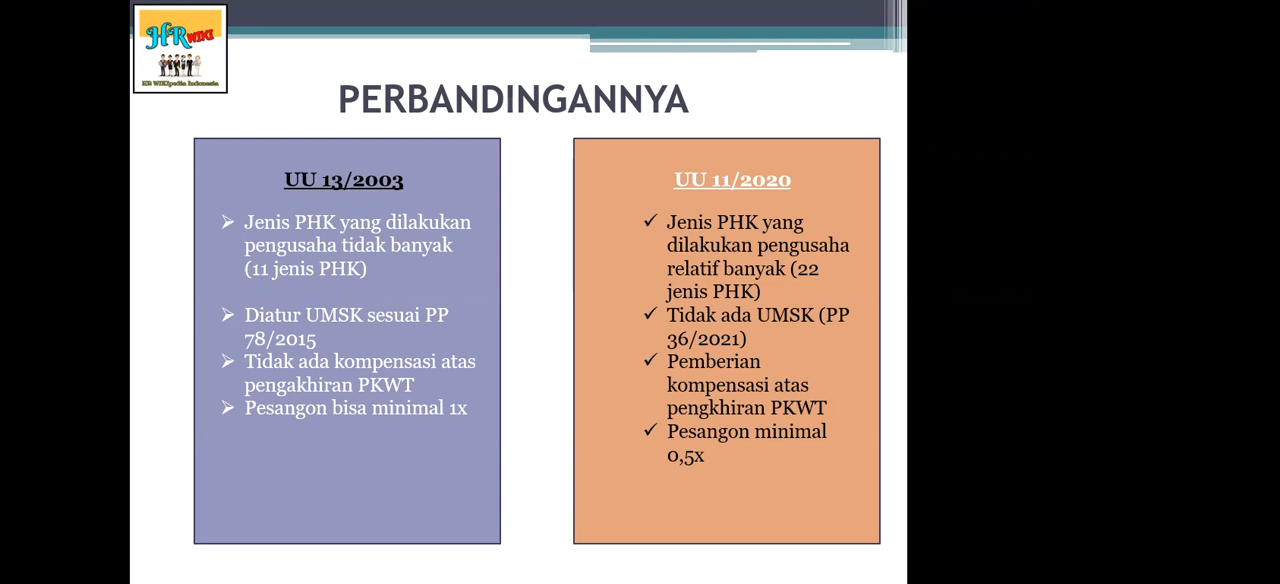 HR WIKI
HR WIKIpedia Indonesia
PERBANDINGANNYA
UU 13/2003
Jenis PHK yang dilakukan
pengusaha tidak banyak
(11 jenis PHK)
Diatur UMSK sesuai PP
78/2015
Tidak ada kompensasi atas
pengakhiran PKWT
Pesangon bisa minimal 1x
UU 11/2020
Jenis PHK yang
dilakukan pengusaha
relatif banyak (22
jenis PHK)
Tidak ada UMSK (PP
36/2021)
Pemberian
kompensasi atas
pengkhiran PKWT
Pesangon minimal
0,5x